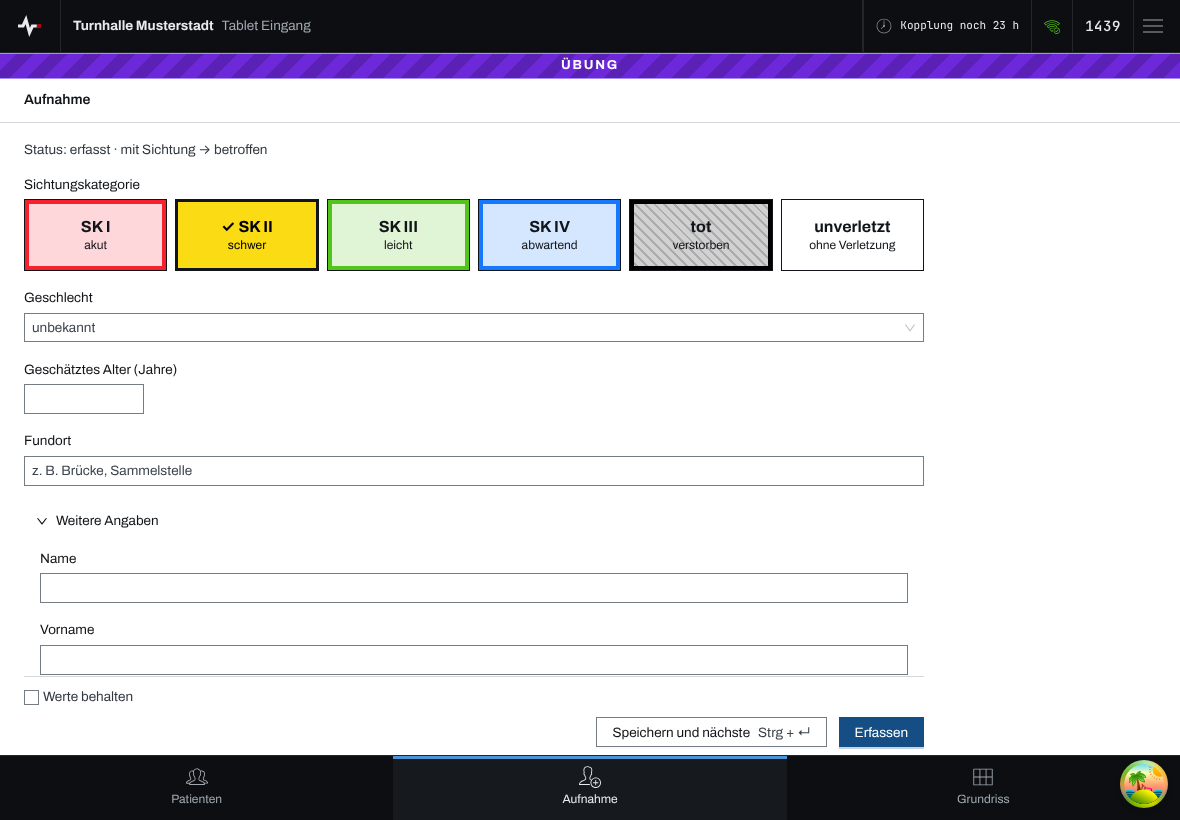 Turnhalle Musterstadt Tablet Eingang Kopplung noch 23 h 1439
ÜBUNG
Aufnahme
Status: erfasst · mit Sichtung → betroffen
Sichtungskategorie
SK I
akut
✓ SK II
schwer
SK III
leicht
SK IV
abwartend
tot
verstorben
unverletzt
ohne Verletzung
Geschlecht
unbekannt
Geschätztes Alter (Jahre)
Fundort
z. B. Brücke, Sammelstelle
Weitere Angaben
Name
Vorname
Werte behalten
Speichern und nächste Strg + ↵
Erfassen
Patienten
Aufnahme
Grundriss